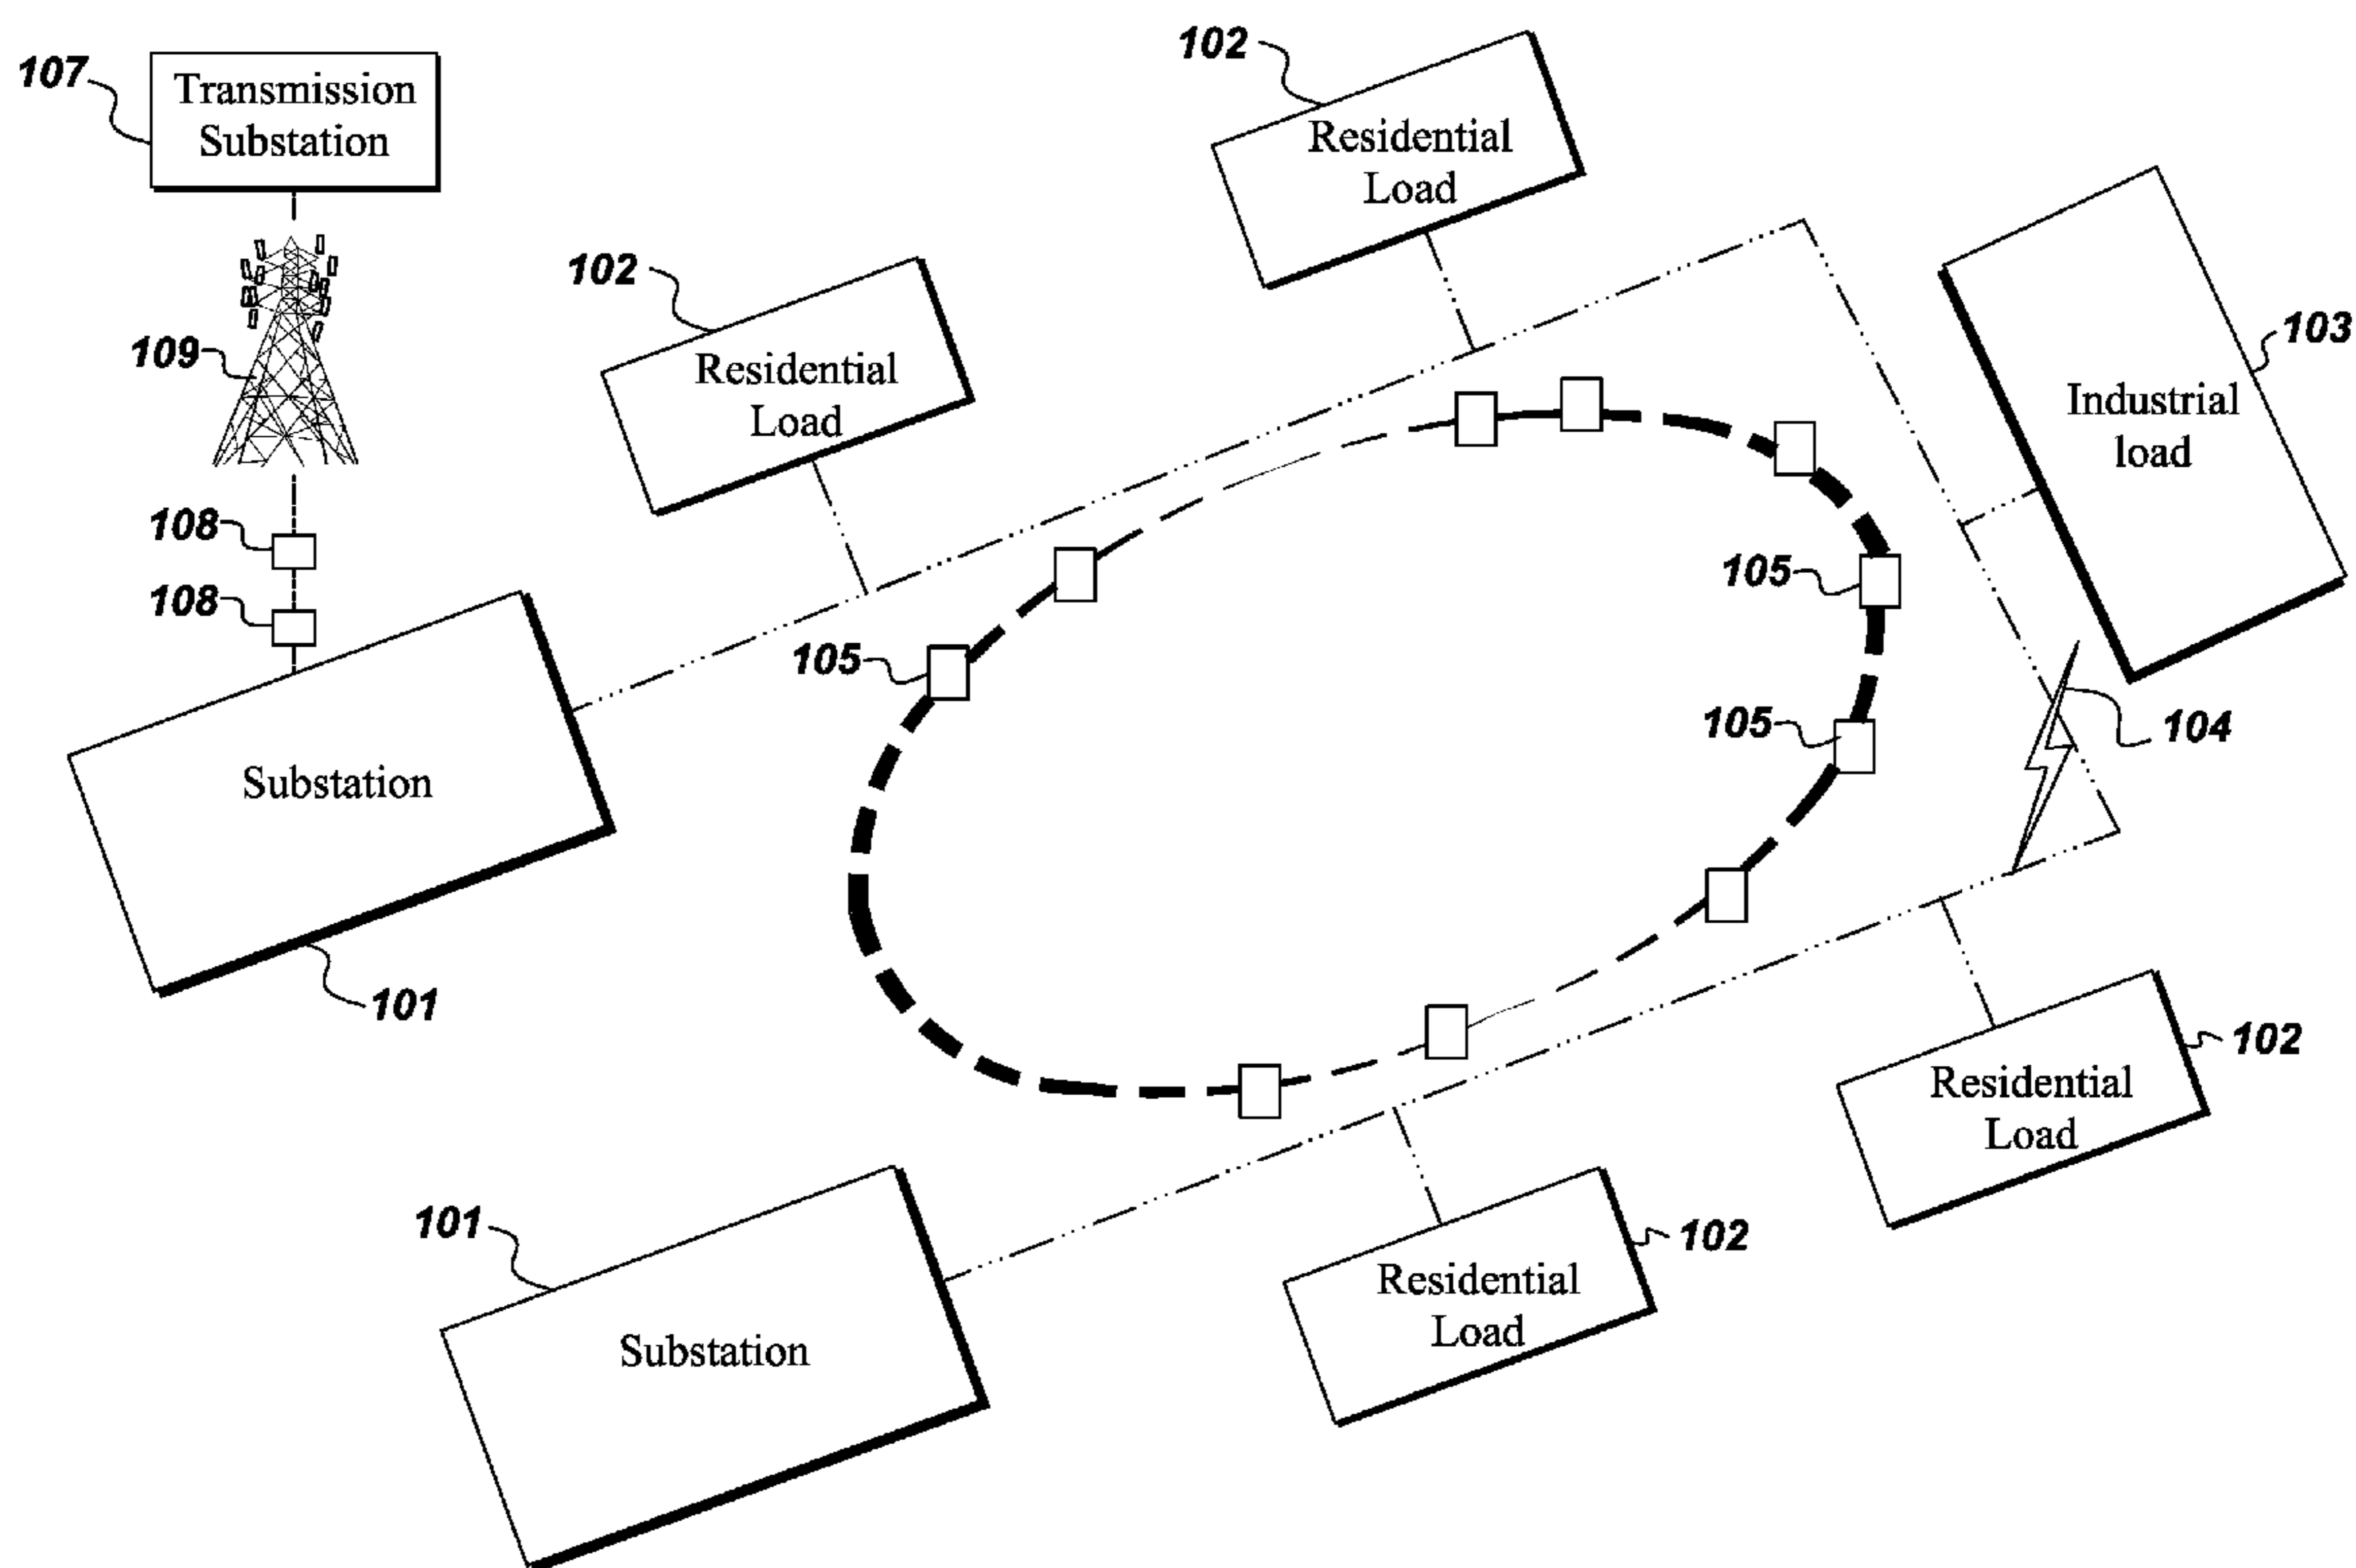 102
107
Transmission
Substation
Residential
Load
102
103
109
Residential
Load
Industrial
load
108
108
105
105
105
104
Substation
101
102
Residential
Load
101
102
Residential
Load
Substation